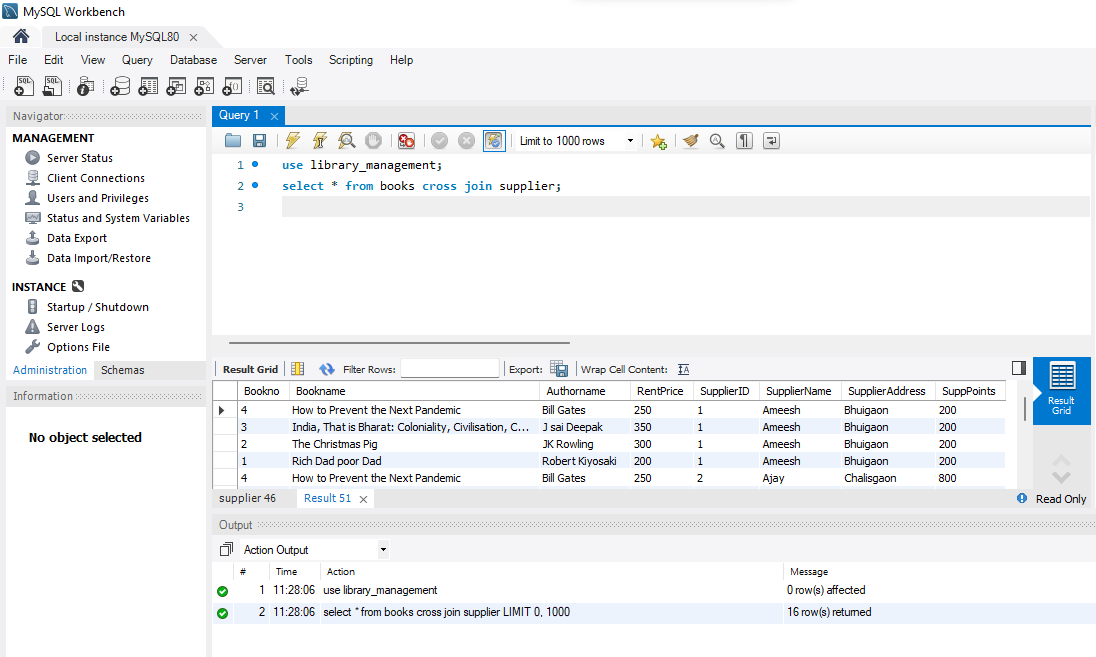 MySQL Workbench
Local instance MySQL80
File Edit View Query Database Server Tools Scripting Help
Navigator
MANAGEMENT
Server Status
Client Connections
Users and Privileges
Status and System Variables
Data Export
Data Import/Restore
INSTANCE
Startup / Shutdown
Server Logs
Options File
Administration Schemas
Information
No object selected
Query 1
Limit to 1000 rows
1 use library_management;
2 select * from books cross join supplier;
3
Result Grid Filter Rows: Export: Wrap Cell Content:
Bookno Bookname Authorname RentPrice SupplierID SupplierName SupplierAddress SuppPoints
4 How to Prevent the Next Pandemic Bill Gates 250 1 Ameesh Bhuigaon 200
3 India, That is Bharat: Coloniality, Civilisation, C... J sai Deepak 350 1 Ameesh Bhuigaon 200
2 The Christmas Pig JK Rowling 300 1 Ameesh Bhuigaon 200
1 Rich Dad poor Dad Robert Kiyosaki 200 1 Ameesh Bhuigaon 200
4 How to Prevent the Next Pandemic Bill Gates 250 2 Ajay Chalisgaon 800
Result
Grid
supplier 46 Result 51 Read Only
Output
Action Output
# Time Action Message
1 11:28:06 use library_management 0 row(s) affected
2 11:28:06 select * from books cross join supplier LIMIT 0, 1000 16 row(s) returned